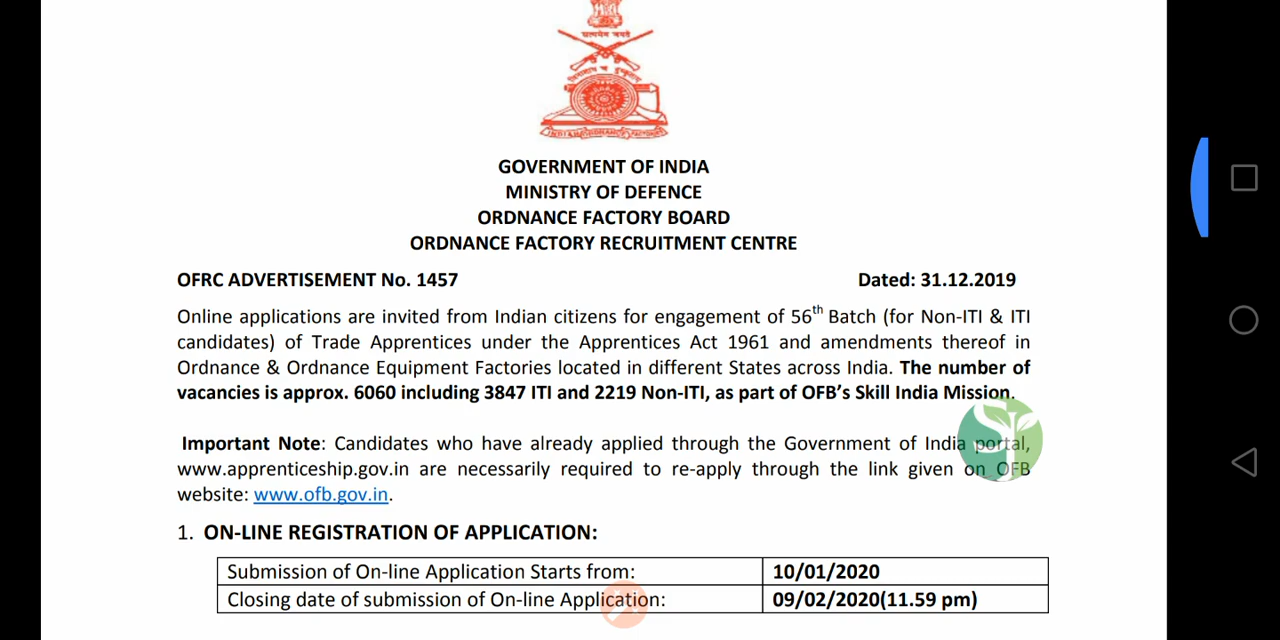 सत्यमेव जयते
GOVERNMENT OF INDIA
MINISTRY OF DEFENCE
ORDNANCE FACTORY BOARD
ORDNANCE FACTORY RECRUITMENT CENTRE
OFRC ADVERTISEMENT No. 1457 Dated: 31.12.2019
Online applications are invited from Indian citizens for engagement of 56th Batch (for Non-ITI & ITI
candidates) of Trade Apprentices under the Apprentices Act 1961 and amendments thereof in
Ordnance & Ordnance Equipment Factories located in different States across India. The number of
vacancies is approx. 6060 including 3847 ITI and 2219 Non-ITI, as part of OFB’s Skill India Mission.
Important Note: Candidates who have already applied through the Government of India portal,
www.apprenticeship.gov.in are necessarily required to re-apply through the link given on OFB
website: www.ofb.gov.in.
1. ON-LINE REGISTRATION OF APPLICATION:
Submission of On-line Application Starts from: 10/01/2020
Closing date of submission of On-line Application: 09/02/2020(11.59 pm)